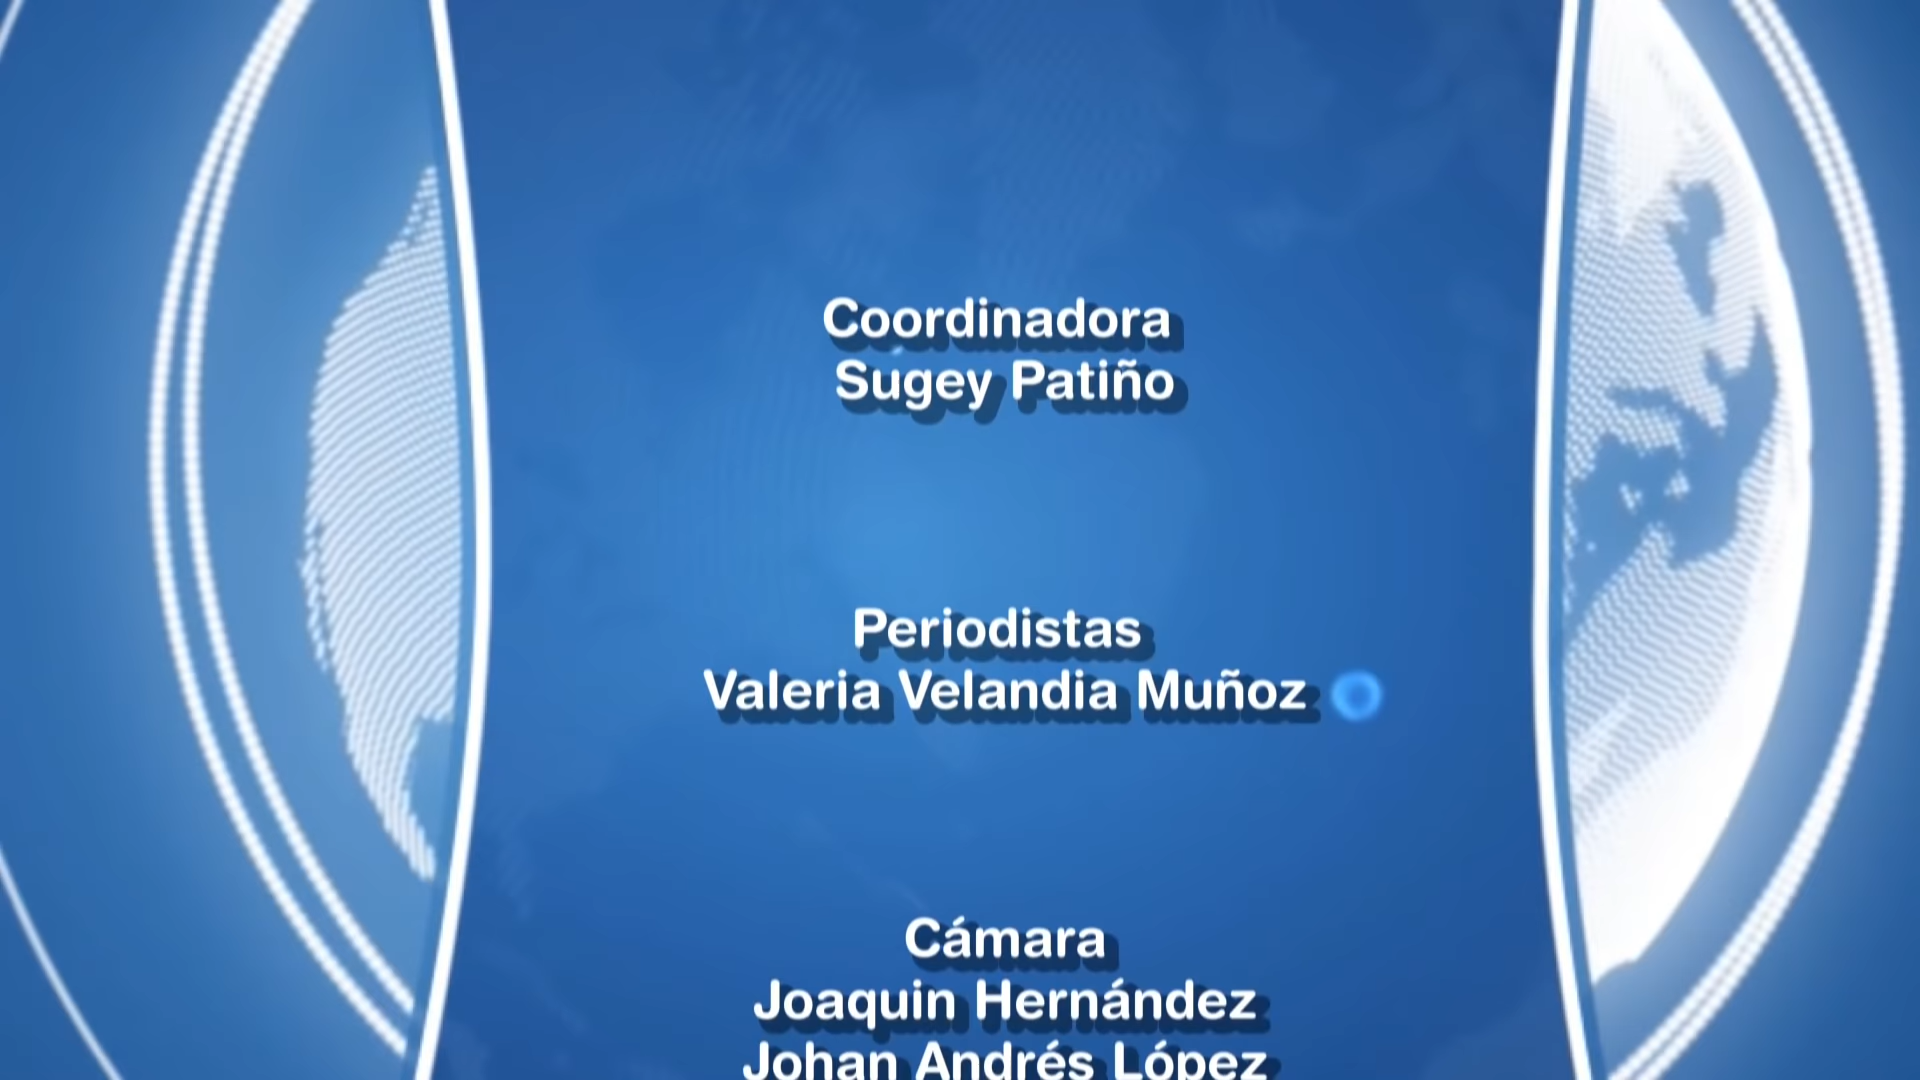 Coordinadora
Sugey Patiño
Periodistas
Valeria Velandia Muñoz
Cámara
Joaquin Hernández
Johan Andrés López